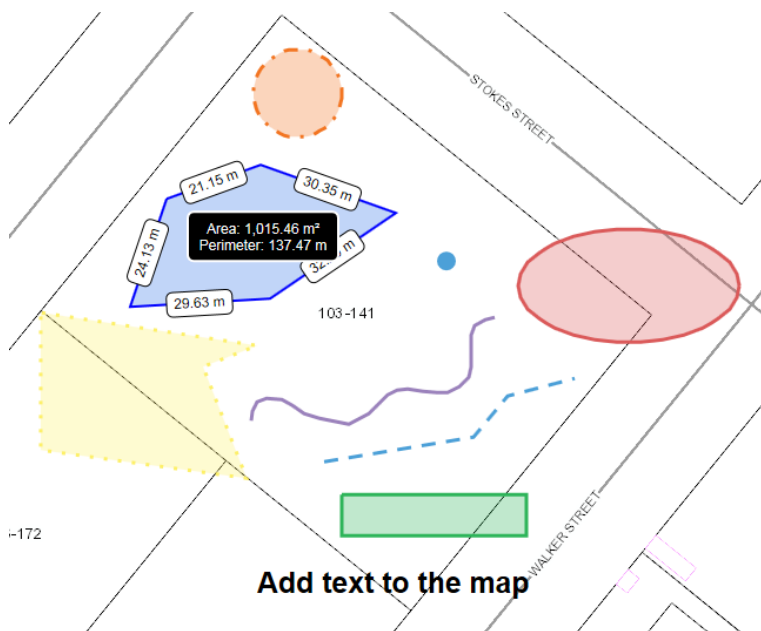 STOKES STREET
21.15 m
30.35 m
Area: 1,015.46 m²
Perimeter: 137.47 m
24.13 m
29.63 m
103-141
-172
WALKER STREET
Add text to the map